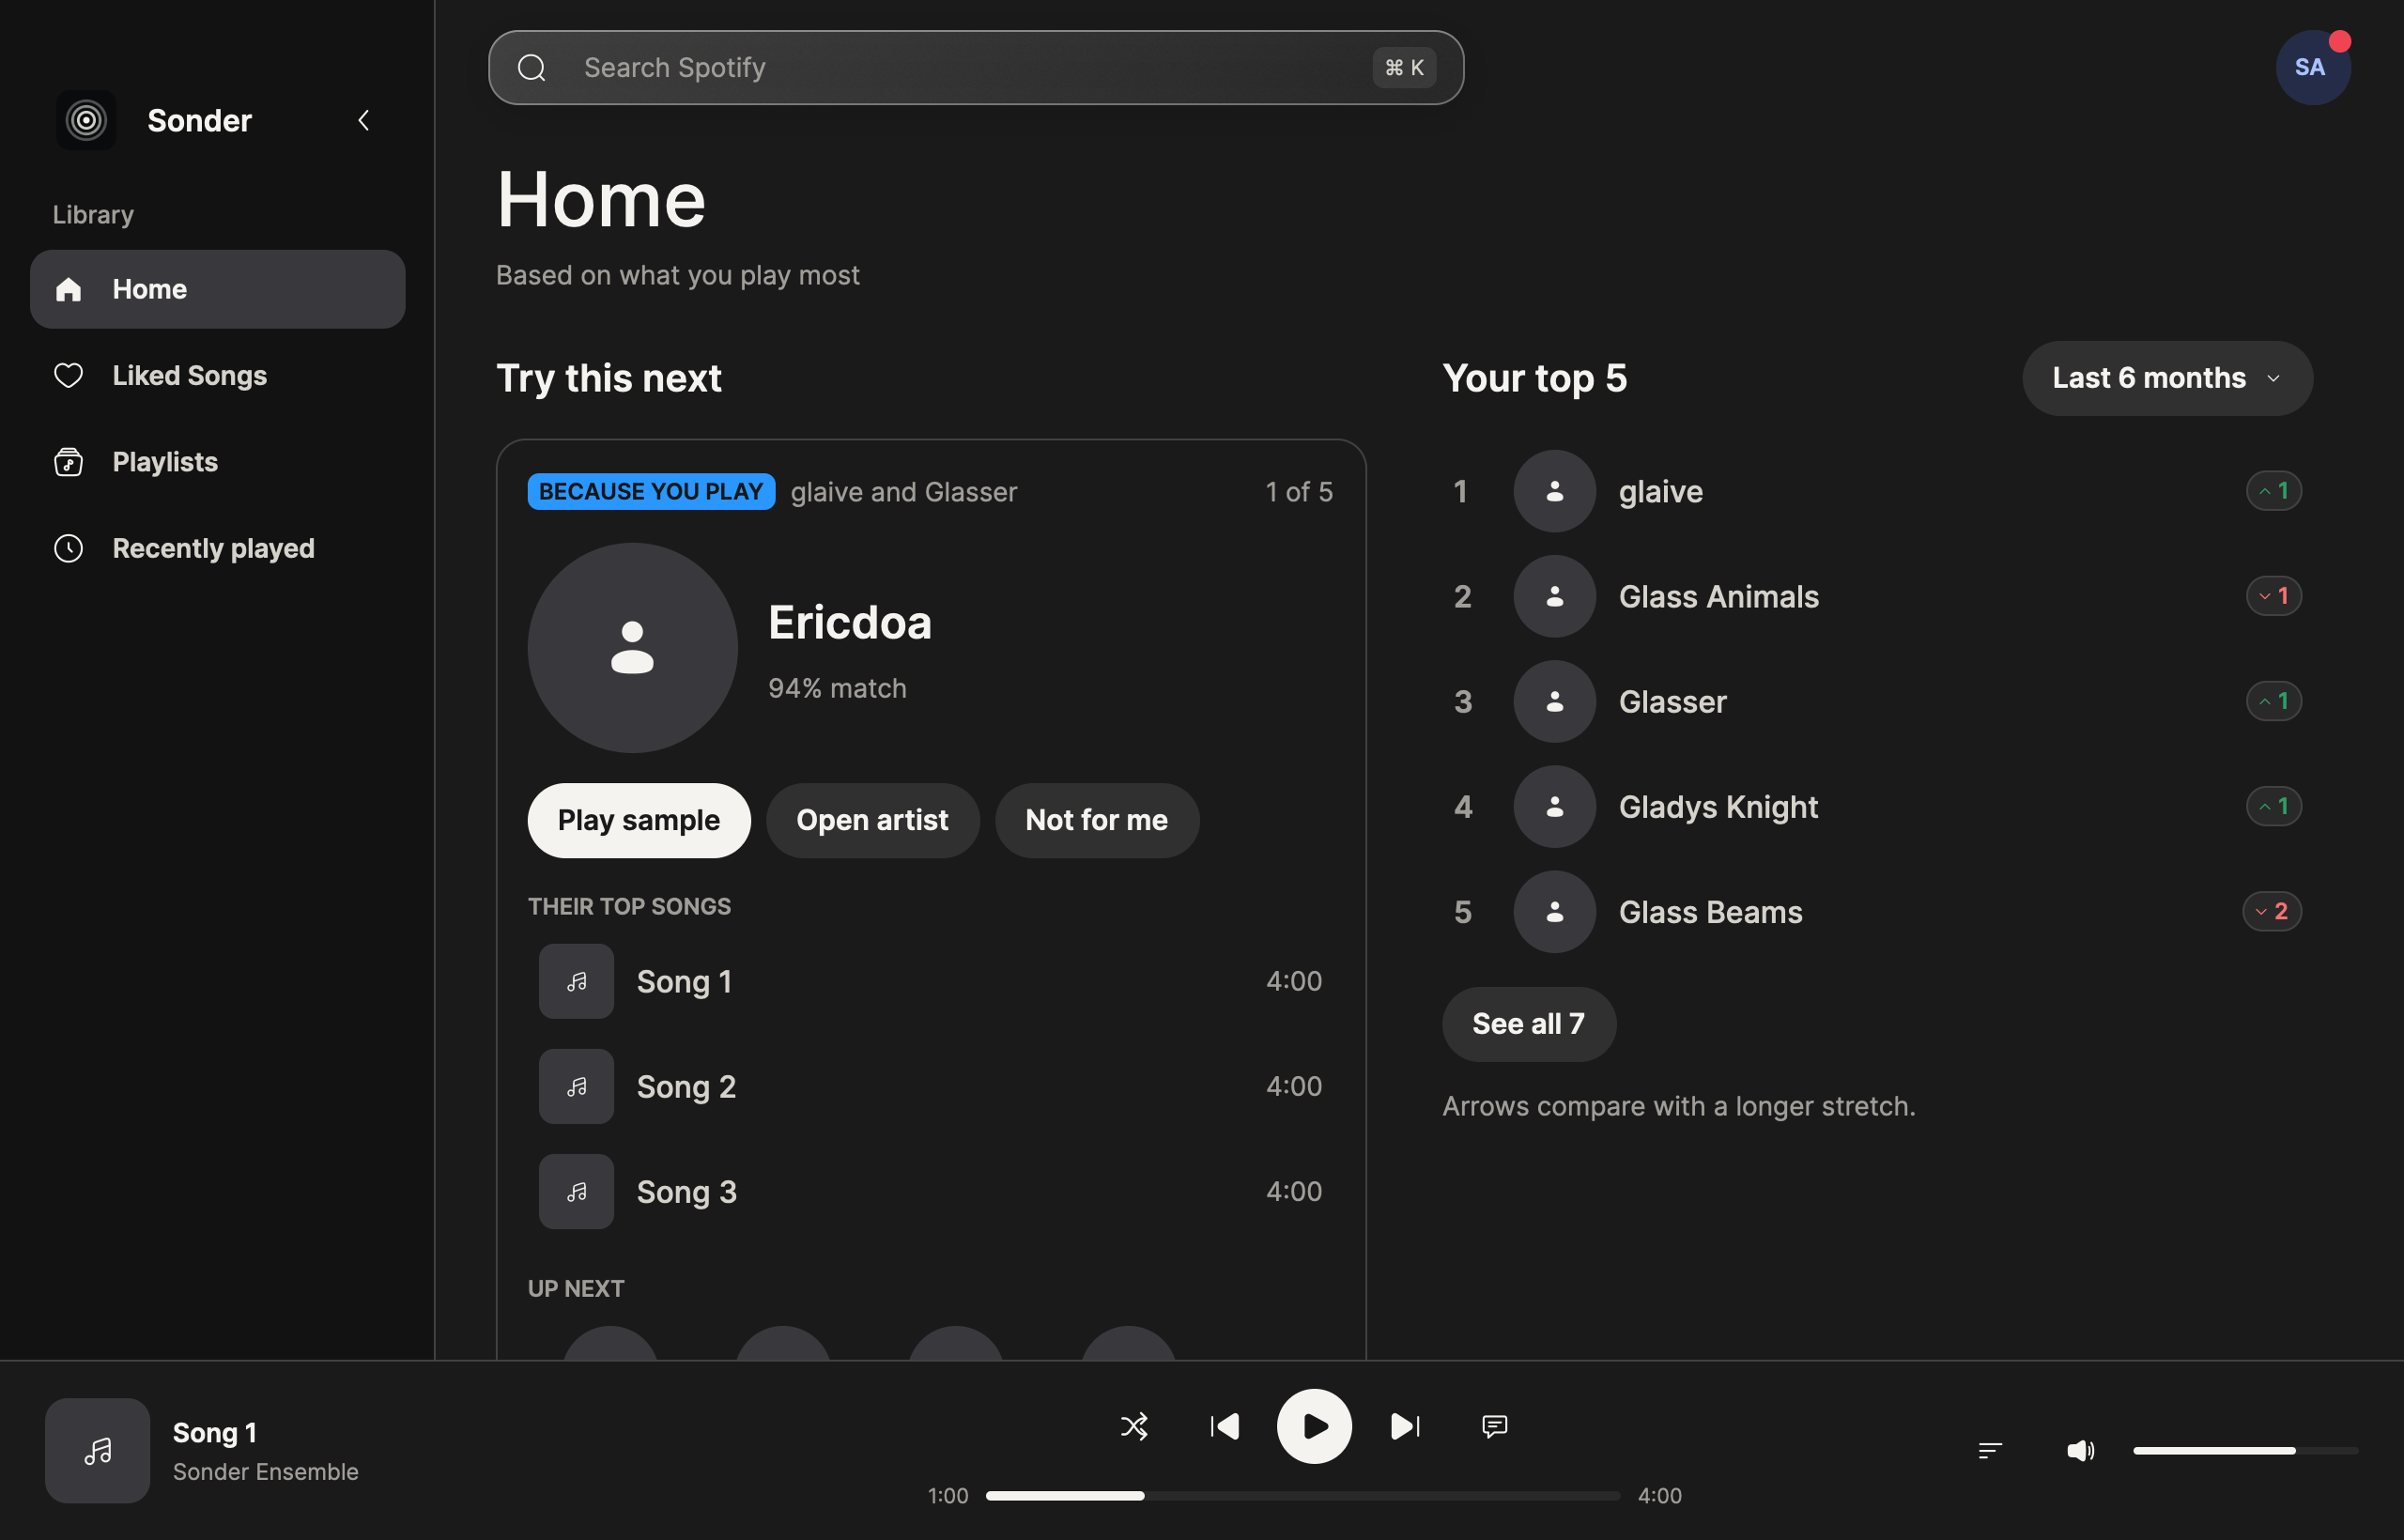 Search Spotify
⌘ K
SA
Sonder
Library
Home
Liked Songs
Playlists
Recently played
Home
Based on what you play most
Try this next
BECAUSE YOU PLAY glaive and Glasser 1 of 5
Ericdoa
94% match
Play sample
Open artist
Not for me
THEIR TOP SONGS
Song 1 4:00
Song 2 4:00
Song 3 4:00
UP NEXT
Your top 5
Last 6 months
1 glaive 1
2 Glass Animals 1
3 Glasser 1
4 Gladys Knight 1
5 Glass Beams 2
See all 7
Arrows compare with a longer stretch.
Song 1
Sonder Ensemble
1:00
4:00